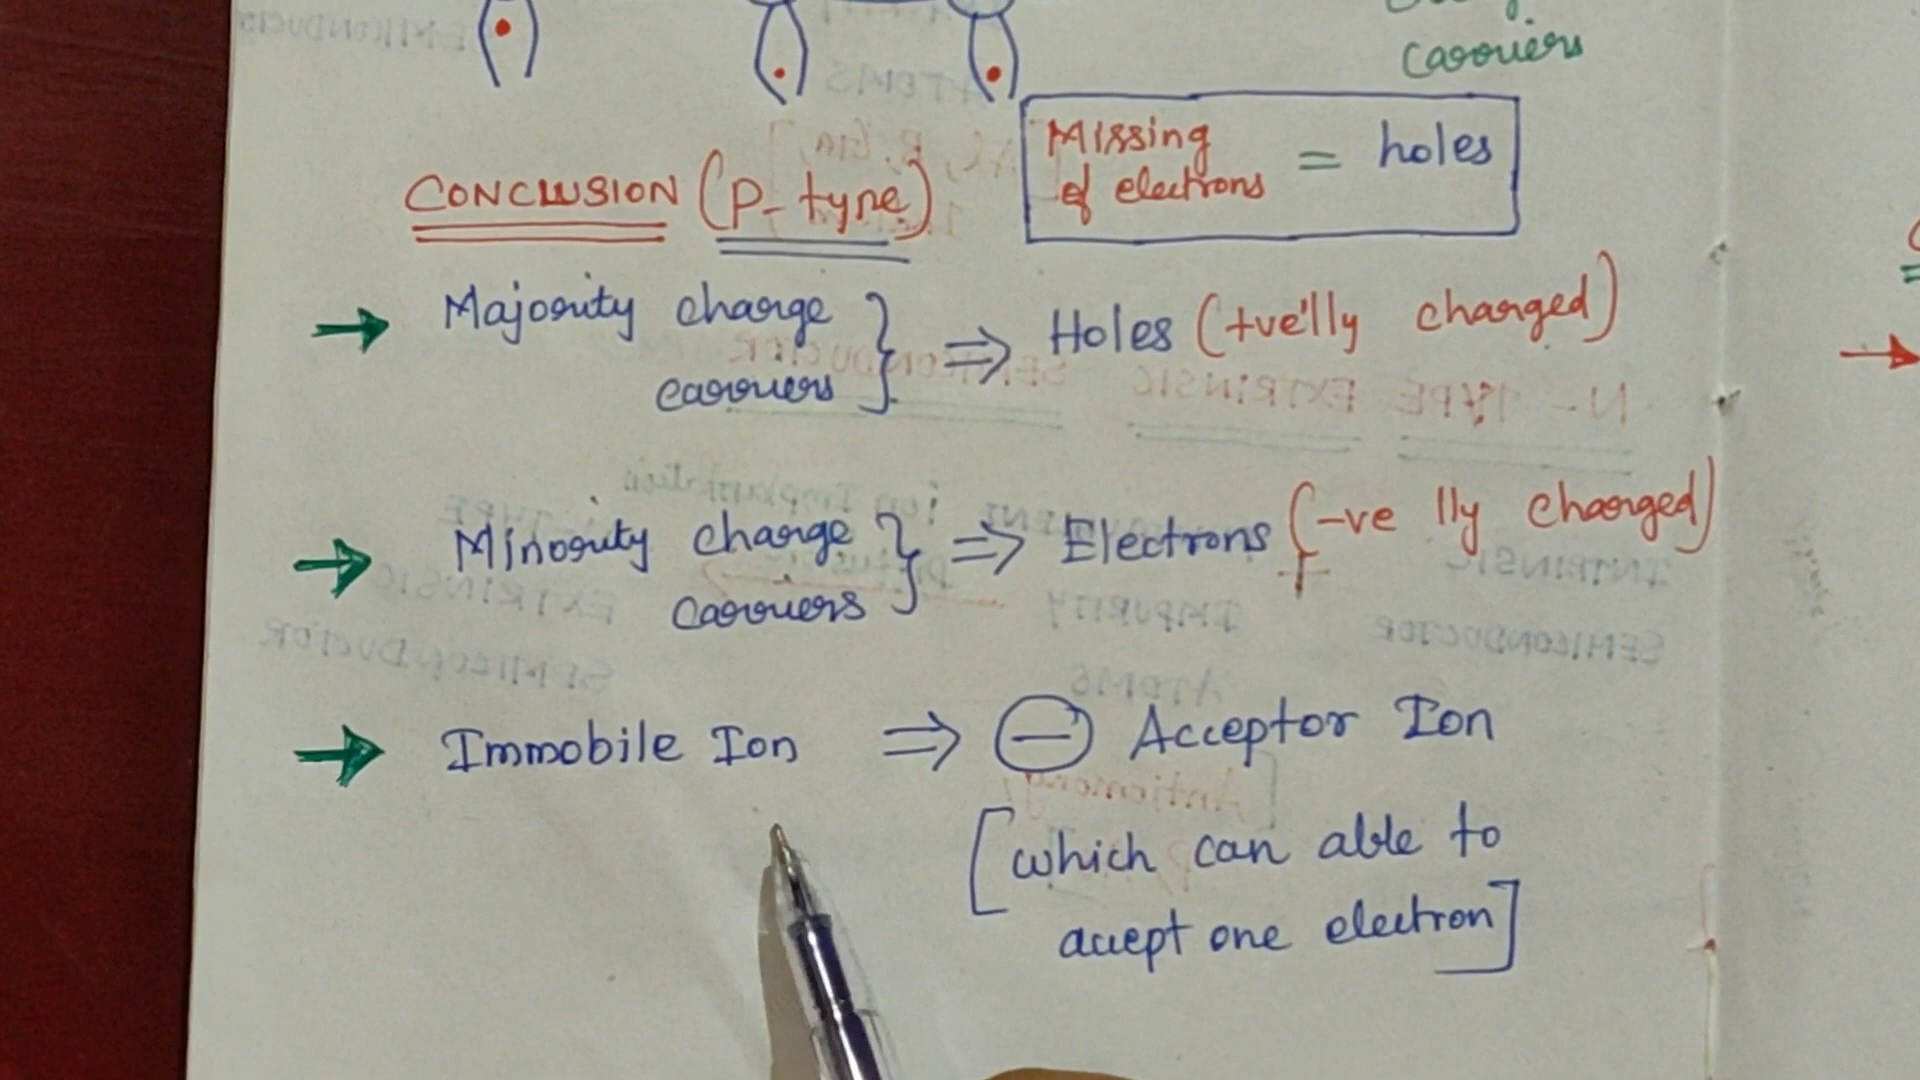 carriers
Missing
of electrons = holes
CONCLUSION (P-type)
Majority charge
carriers } ⇒ Holes (+ve'lly charged)
Minority charge
carriers } ⇒ Electrons (-ve lly charged)
Immobile Ion ⇒ ⊖ Acceptor Ion
[which can able to
accept one electron]